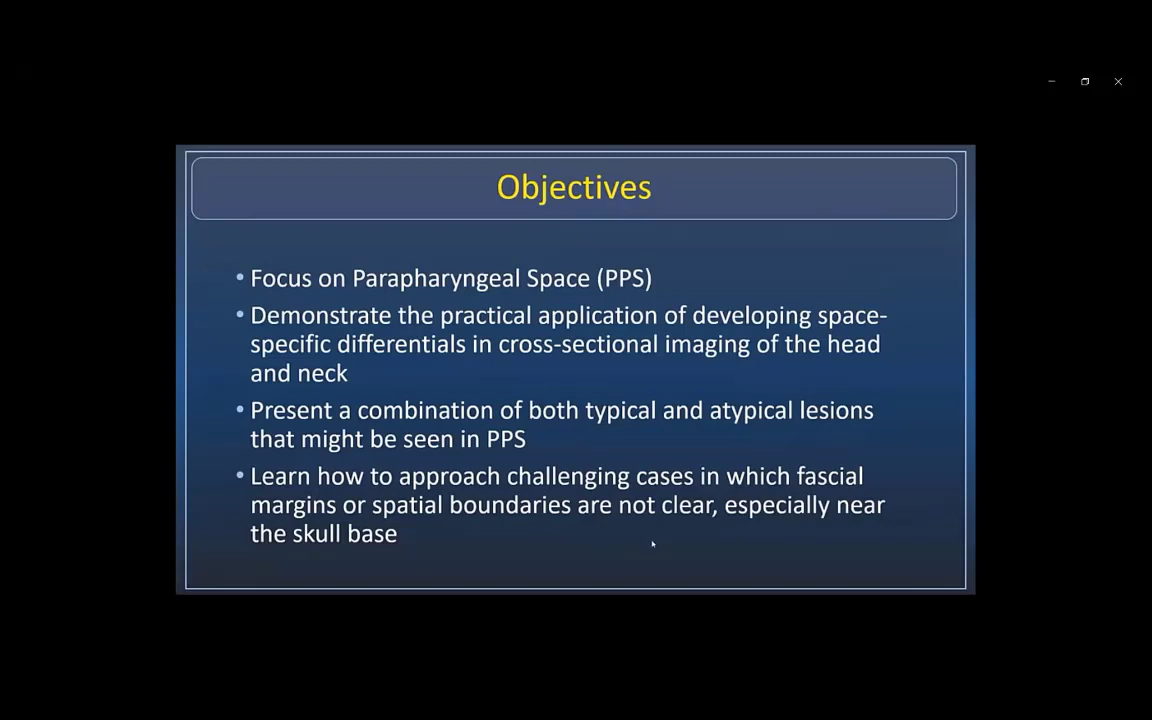 Objectives
• Focus on Parapharyngeal Space (PPS)
• Demonstrate the practical application of developing space-
specific differentials in cross-sectional imaging of the head
and neck
• Present a combination of both typical and atypical lesions
that might be seen in PPS
• Learn how to approach challenging cases in which fascial
margins or spatial boundaries are not clear, especially near
the skull base